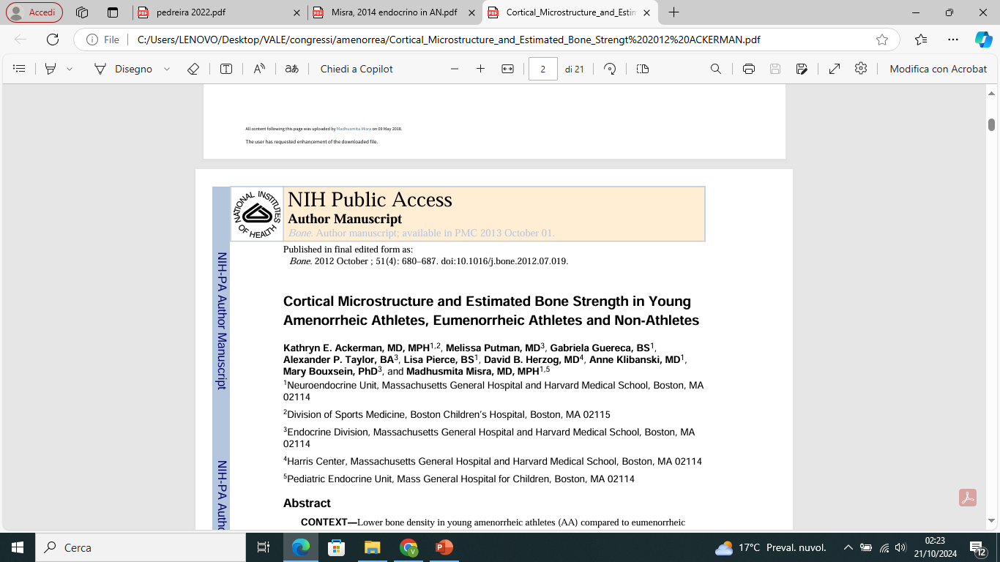 Accedi
pedreira 2022.pdf
Misra, 2014 endocrino in AN.pdf
Cortical_Microstructure_and_Estin
File
C:/Users/LENOVO/Desktop/VALE/congressi/amenorrea/Cortical_Microstructure_and_Estimated_Bone_Strengt%202012%20ACKERMAN.pdf
Disegno
aあ
Chiedi a Copilot
2
di 21
Modifica con Acrobat
All content following this page was uploaded by Madhusmita Misra on 09 May 2018.
The user has requested enhancement of the downloaded file.
NATIONAL INSTITUTES OF HEALTH
NIH Public Access
Author Manuscript
Bone. Author manuscript; available in PMC 2013 October 01.
Published in final edited form as:
Bone. 2012 October ; 51(4): 680–687. doi:10.1016/j.bone.2012.07.019.
NIH-PA Author Manuscript
Cortical Microstructure and Estimated Bone Strength in Young
Amenorrheic Athletes, Eumenorrheic Athletes and Non-Athletes
Kathryn E. Ackerman, MD, MPH1,2, Melissa Putman, MD3, Gabriela Guereca, BS1,
Alexander P. Taylor, BA3, Lisa Pierce, BS1, David B. Herzog, MD4, Anne Klibanski, MD1,
Mary Bouxsein, PhD3, and Madhusmita Misra, MD, MPH1,5
1Neuroendocrine Unit, Massachusetts General Hospital and Harvard Medical School, Boston, MA
02114
2Division of Sports Medicine, Boston Children's Hospital, Boston, MA 02115
3Endocrine Division, Massachusetts General Hospital and Harvard Medical School, Boston, MA
02114
4Harris Center, Massachusetts General Hospital and Harvard Medical School, Boston, MA 02114
5Pediatric Endocrine Unit, Mass General Hospital for Children, Boston, MA 02114
NIH-PA Autho
Abstract
CONTEXT—Lower bone density in young amenorrheic athletes (AA) compared to eumenorrheic
Cerca
17°C Preval. nuvol.
02:23
21/10/2024
12